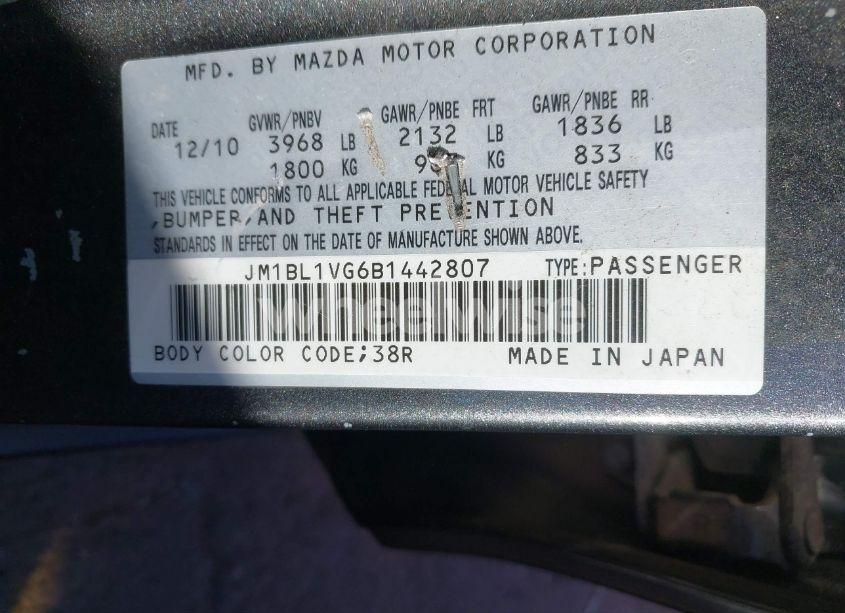 MFD. BY MAZDA MOTOR CORPORATION
DATE GVWR/PNBV GAWR/PNBE FRT GAWR/PNBE RR
12/10 3968 LB 2132 LB 1836 LB
1800 KG KG 833 KG
THIS VEHICLE CONFORMS TO ALL APPLICABLE FEDERAL MOTOR VEHICLE SAFETY
,BUMPER,AND THEFT PREVENTION
STANDARDS IN EFFECT ON THE DATE OF MANUFACTURE SHOWN ABOVE.
JM1BL1VG6B1442807 TYPE:PASSENGER
wheelwise
BODY COLOR CODE;38R MADE IN JAPAN